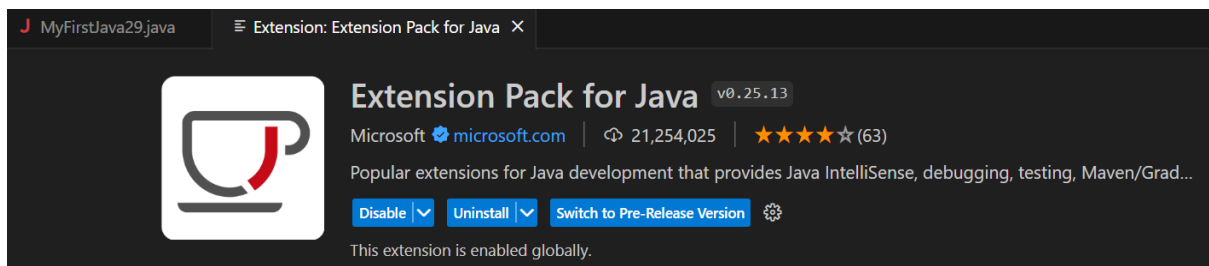 MyFirstJava29.java
Extension: Extension Pack for Java
Extension Pack for Java v0.25.13
Microsoft microsoft.com 21,254,025 (63)
Popular extensions for Java development that provides Java IntelliSense, debugging, testing, Maven/Grad...
Disable Uninstall Switch to Pre-Release Version
This extension is enabled globally.